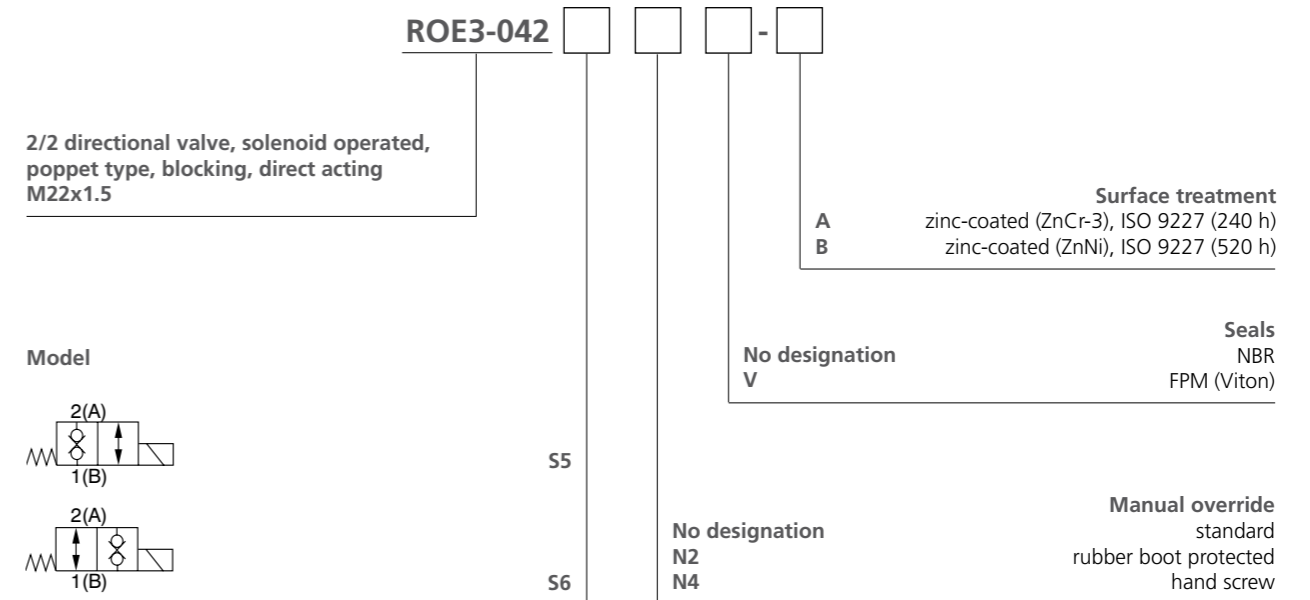 ROE3-042 -
2/2 directional valve, solenoid operated,
poppet type, blocking, direct acting
M22x1.5
Surface treatment
A zinc-coated (ZnCr-3), ISO 9227 (240 h)
B zinc-coated (ZnNi), ISO 9227 (520 h)
Seals
No designation NBR
V FPM (Viton)
Model
2(A)
1(B)
S5
2(A)
1(B)
S6
Manual override
No designation standard
N2 rubber boot protected
N4 hand screw